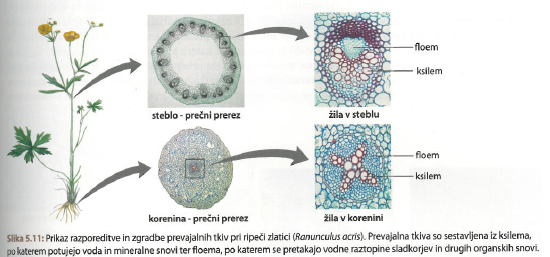 floem
ksilem
steblo - prečni prerez
žila v steblu
floem
ksilem
korenina - prečni prerez
žila v korenini
Slika 5.11: Prikaz razporeditve in zgradbe prevajalnih tkiv pri ripeči zlatici (Ranunculus acris). Prevajalna tkiva so sestavljena iz ksilema,
po katerem potujejo voda in mineralne snovi ter floema, po katerem se pretakajo vodne raztopine sladkorjev in drugih organskih snovi.